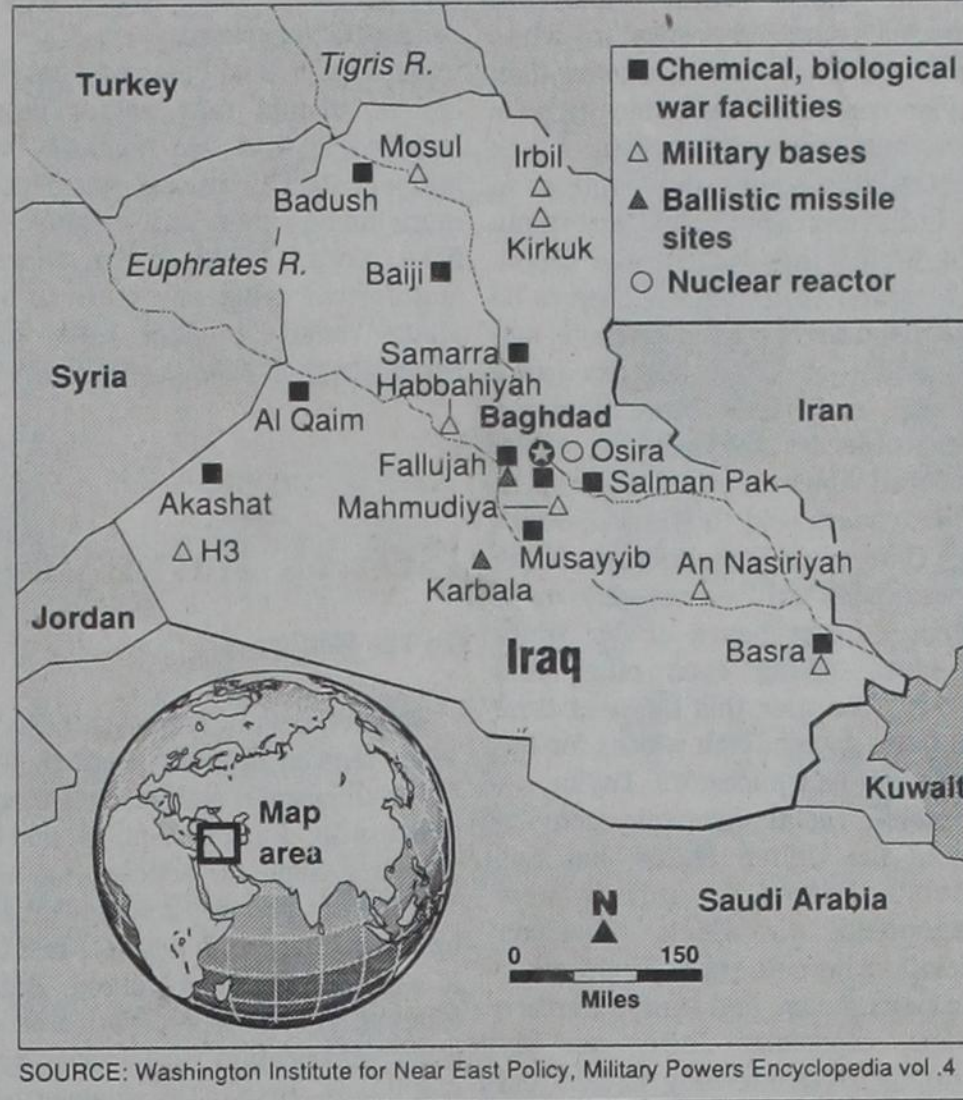 Turkey
Tigris R.
Chemical, biological
war facilities
Military bases
Ballistic missile
sites
Nuclear reactor
Mosul
Irbil
Badush
Kirkuk
Euphrates R.
Baiji
Syria
Samarra
Habbahiyah
Al Qaim
Baghdad
Iran
Fallujah
Osira
Akashat
Salman Pak
Mahmudiya
H3
Musayyib
An Nasiriyah
Karbala
Jordan
Iraq
Basra
Kuwait
Map
area
N
Saudi Arabia
0 150
Miles
SOURCE: Washington Institute for Near East Policy, Military Powers Encyclopedia vol .4